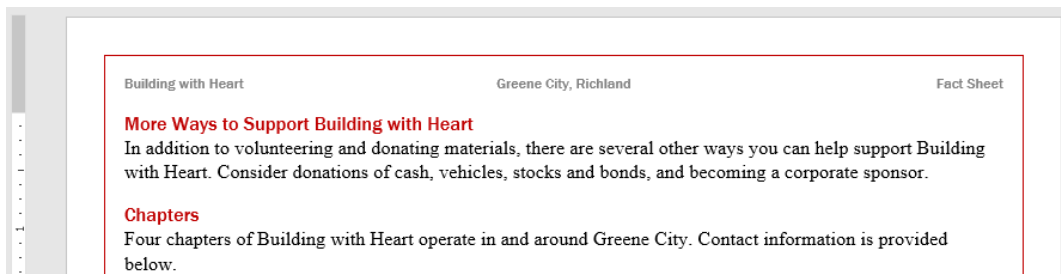 Building with Heart Greene City, Richland Fact Sheet
More Ways to Support Building with Heart
In addition to volunteering and donating materials, there are several other ways you can help support Building
with Heart. Consider donations of cash, vehicles, stocks and bonds, and becoming a corporate sponsor.
Chapters
Four chapters of Building with Heart operate in and around Greene City. Contact information is provided
below.
1